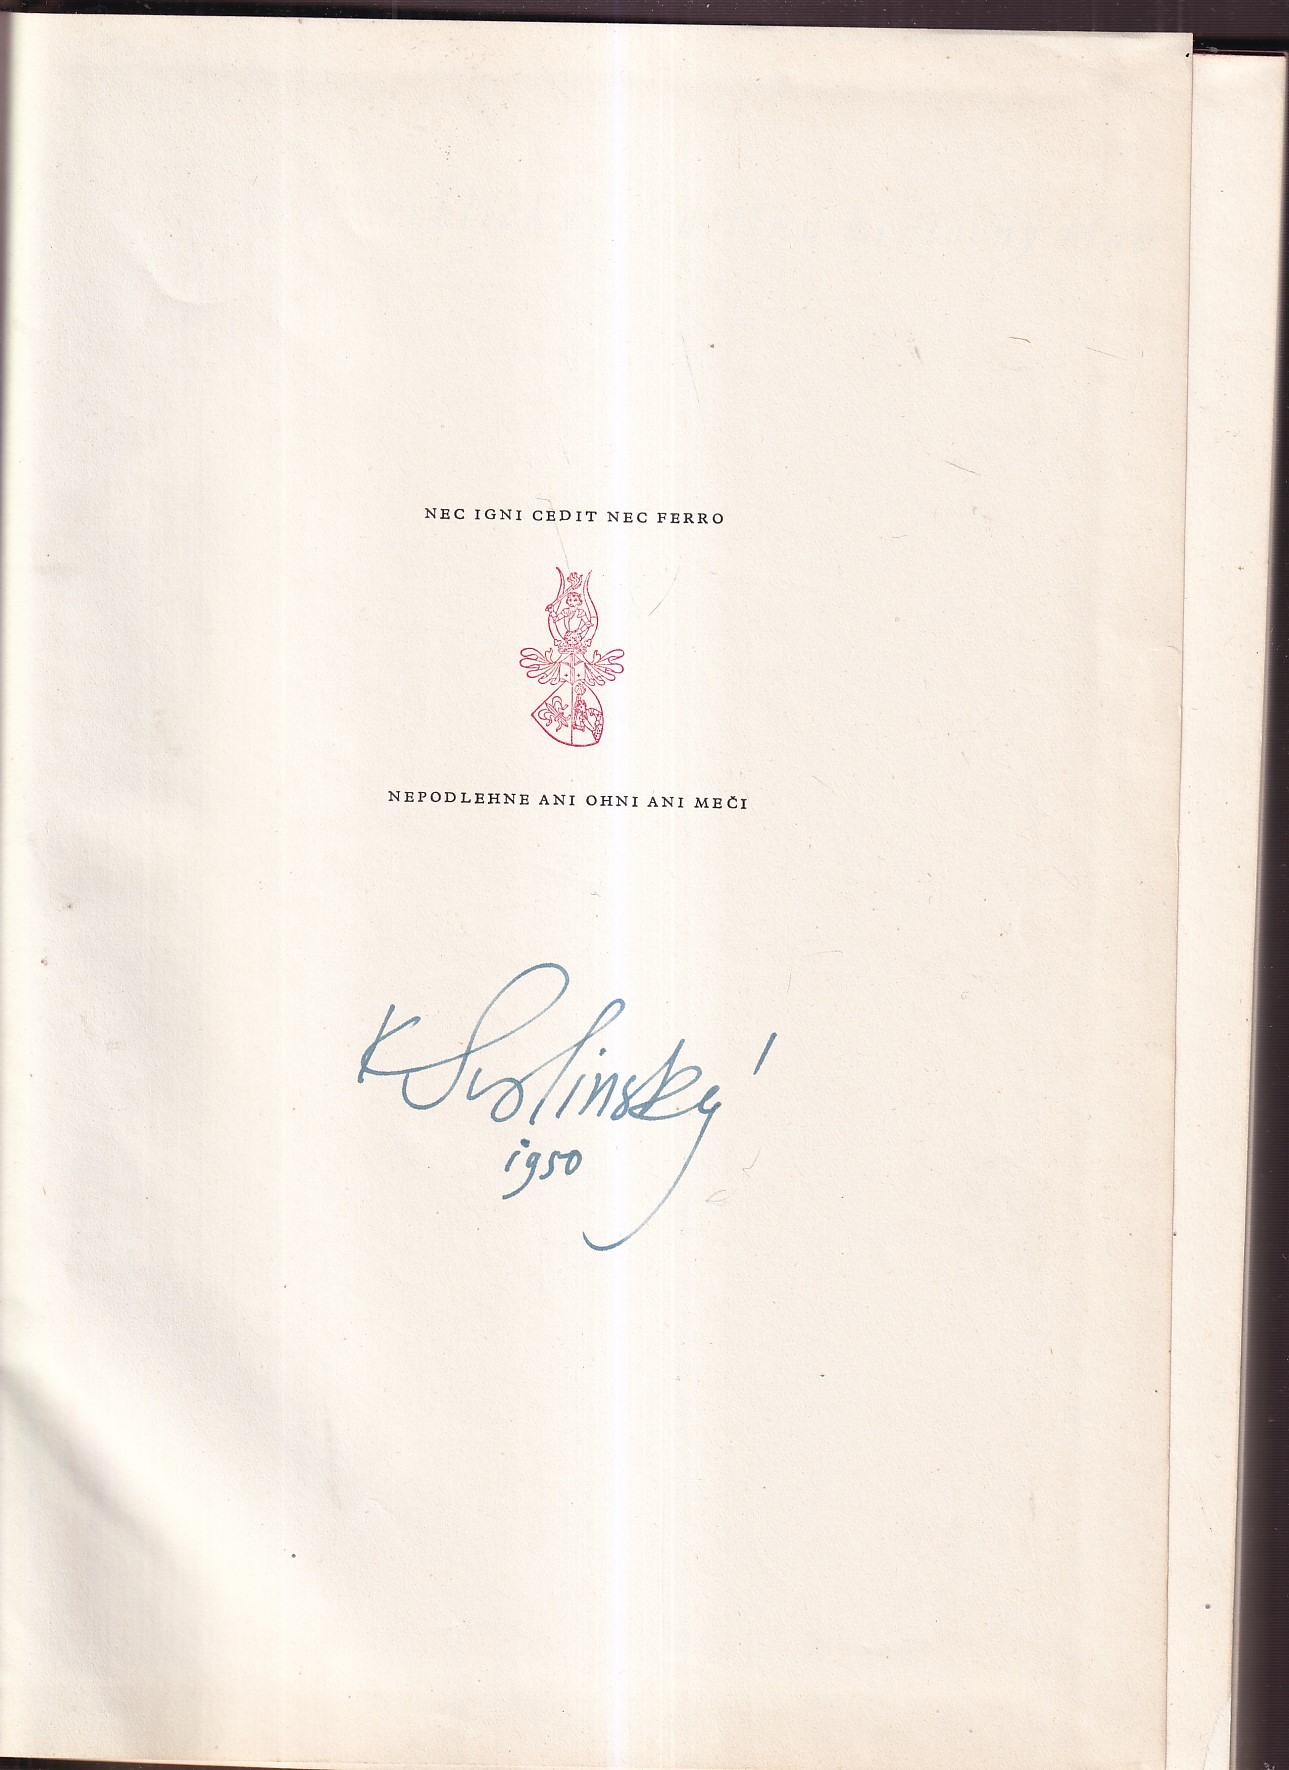 NEC IGNI CEDIT NEC FERRO
NEPODLEHNE ANI OHNI ANI MEČI
K Svolinský
1950